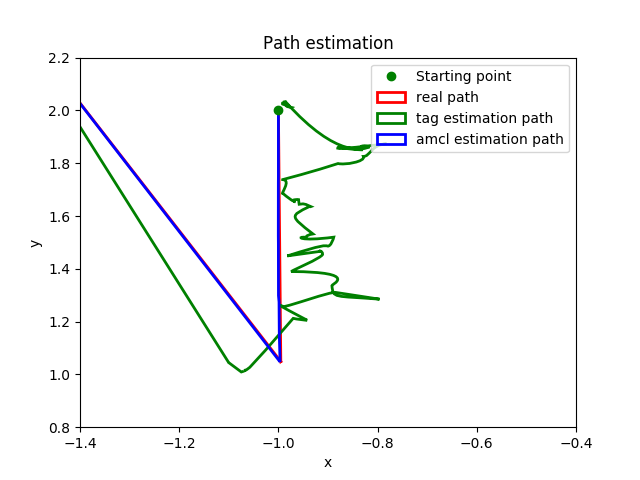 Path estimation
Starting point
real path
tag estimation path
amcl estimation path
y
2.2
2.0
1.8
1.6
1.4
1.2
1.0
0.8
−1.4 −1.2 −1.0 −0.8 −0.6 −0.4
x